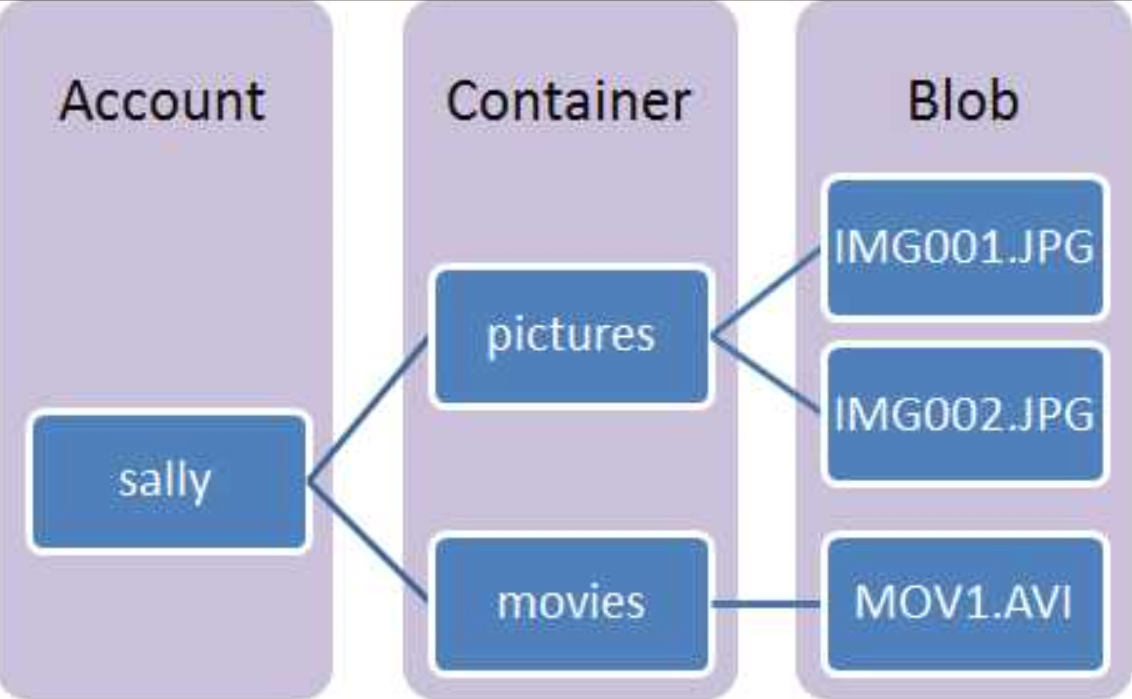 Account
Container
Blob
sally
pictures
movies
IMG001.JPG
IMG002.JPG
MOV1.AVI